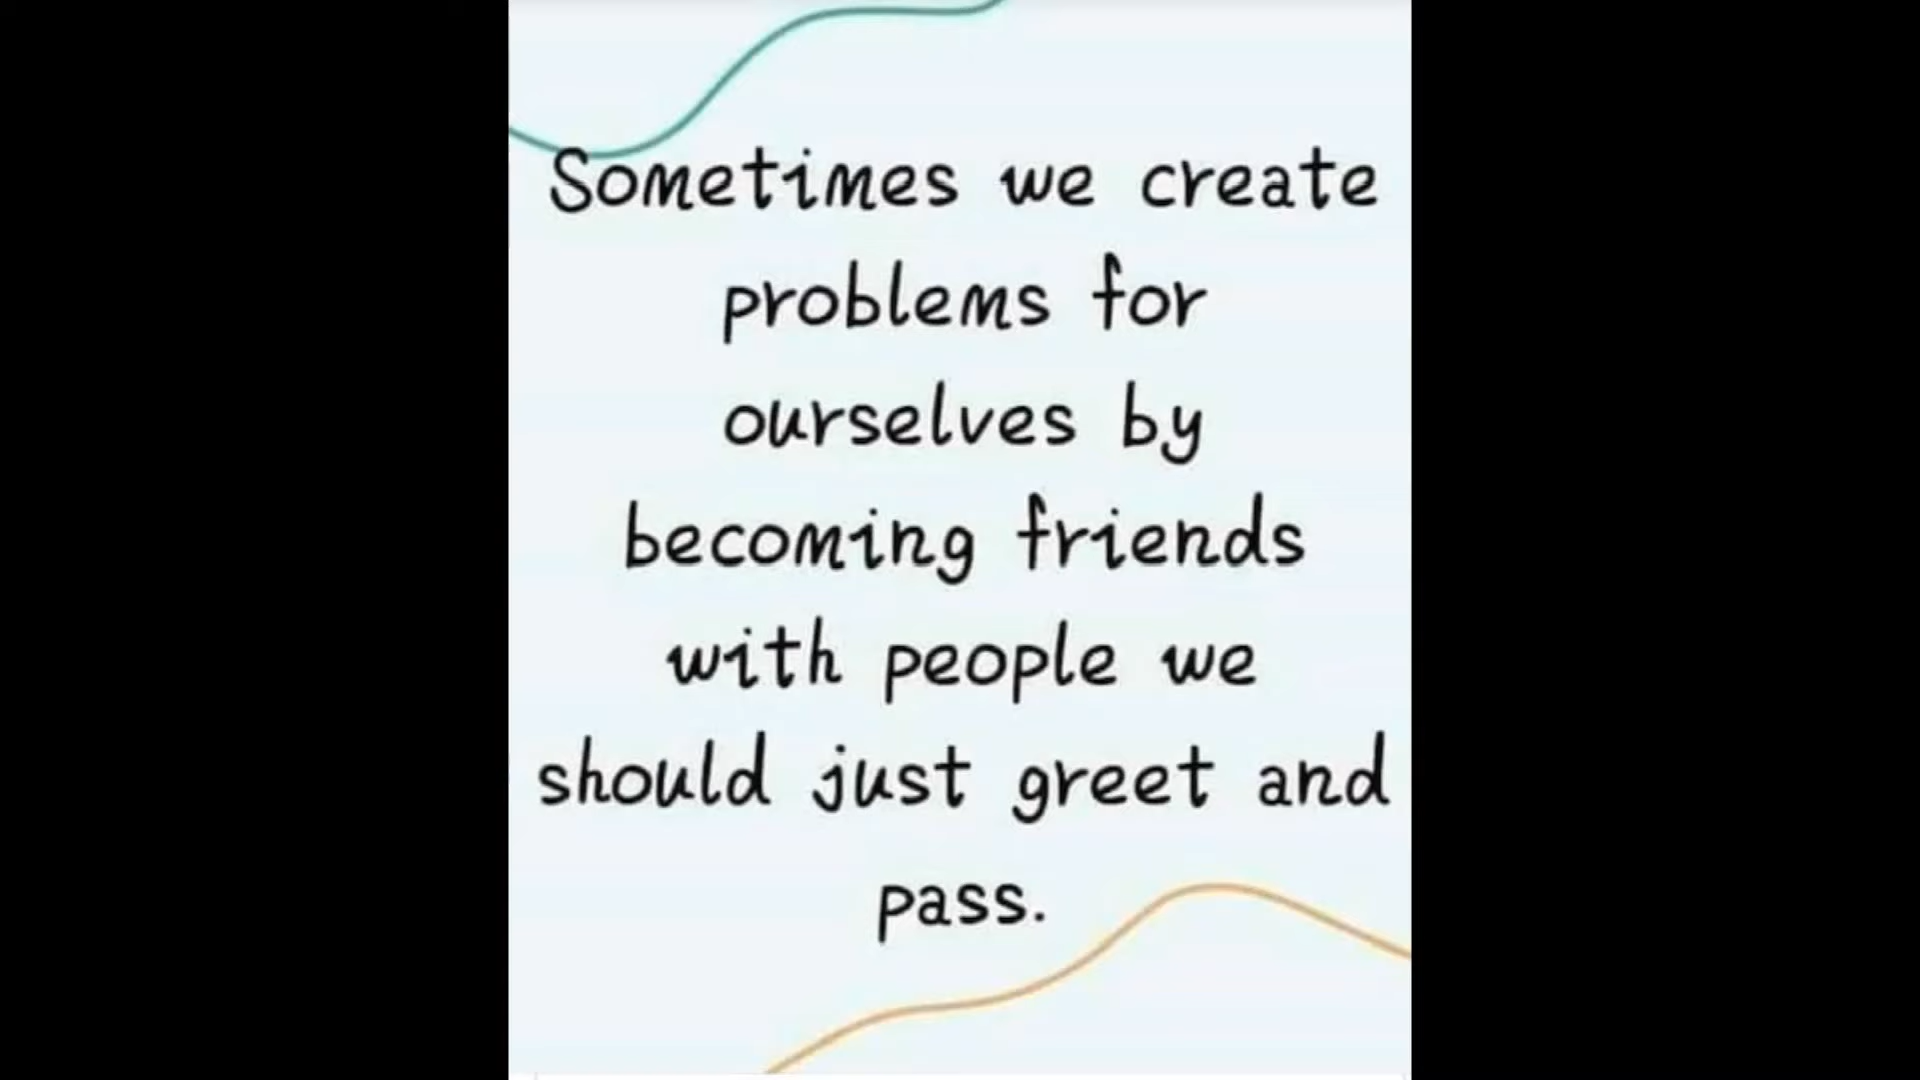 Sometimes we create
problems for
ourselves by
becoming friends
with people we
should just greet and
pass.